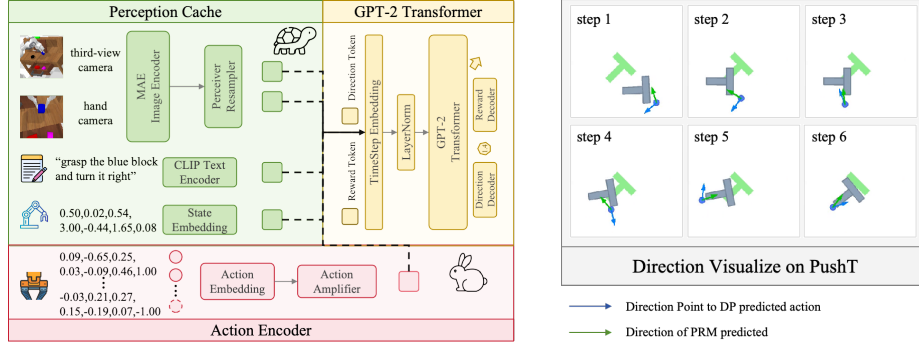 Perception Cache
third-view
camera
hand
camera
MAE
Image Encoder
Perceiver
Resampler
"grasp the blue block
and turn it right"
CLIP Text
Encoder
0.50,0.02,0.54,
3.00,-0.44,1.65,0.08
State
Embedding
GPT-2 Transformer
Direction Token
Reward Token
TimeStep Embedding
LayerNorm
GPT-2
Transformer
Reward
Decoder
Direction
Decoder
0.09,-0.65,0.25,
0.03,-0.09,0.46,1.00
-0.03,0.21,0.27,
0.15,-0.19,0.07,-1.00
Action
Embedding
Action
Amplifier
Action Encoder
step 1
step 2
step 3
step 4
step 5
step 6
Direction Visualize on PushT
Direction Point to DP predicted action
Direction of PRM predicted